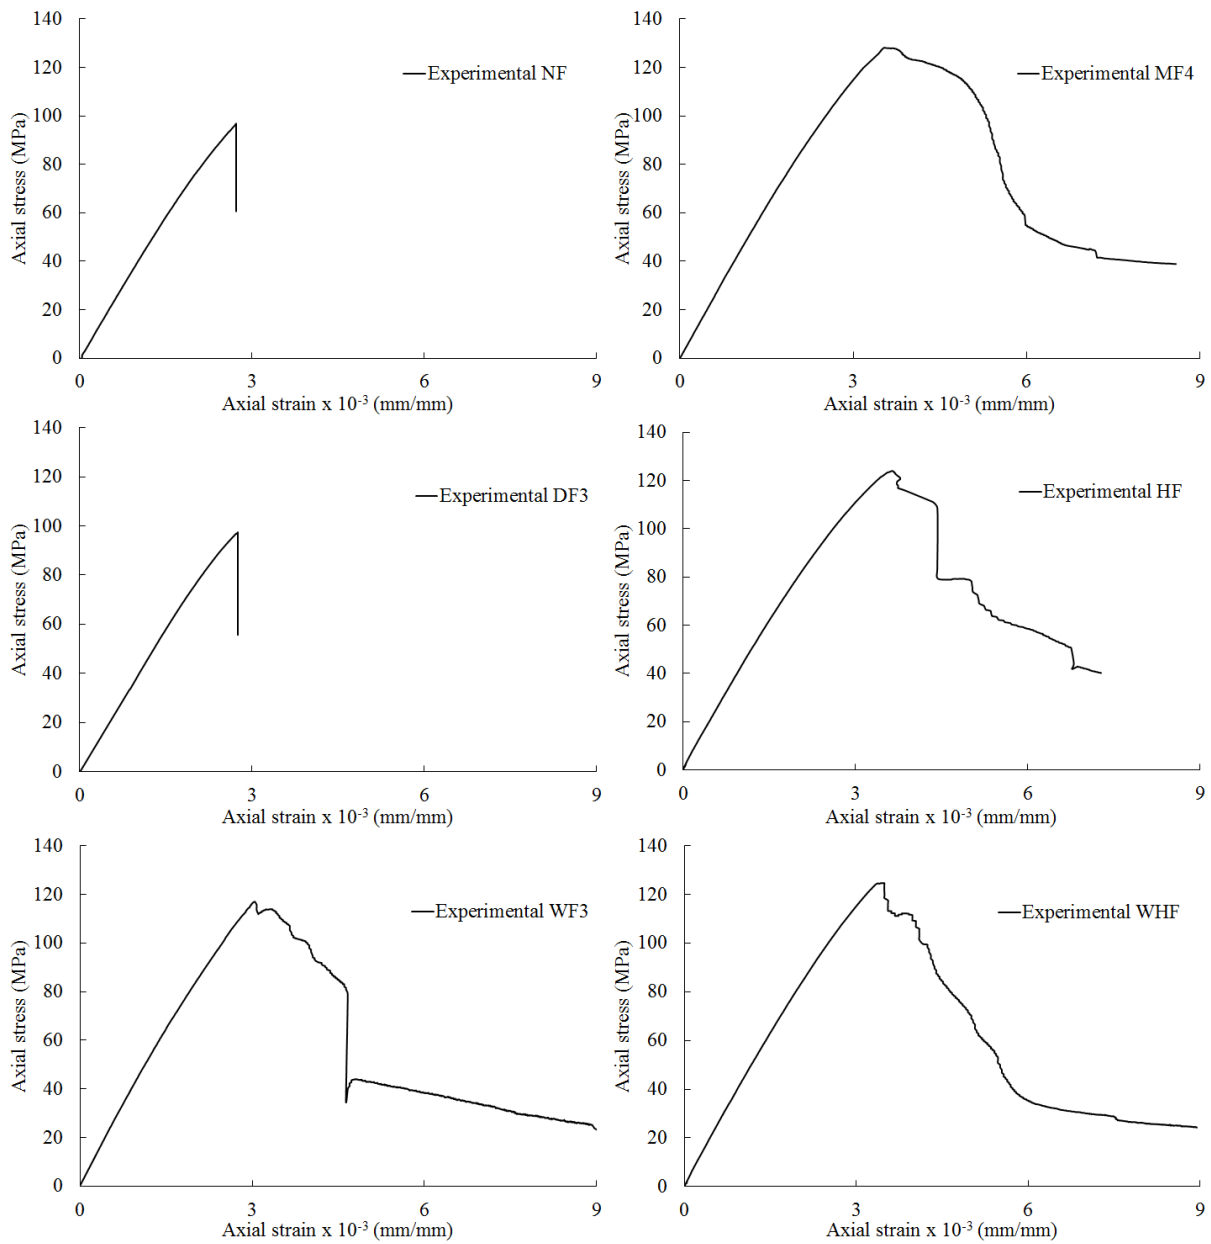 140
120
100
80
60
40
20
0
Axial stress (MPa)
Experimental NF
0 3 6 9
Axial strain x 10⁻³ (mm/mm)
140
120
100
80
60
40
20
0
Axial stress (MPa)
Experimental MF4
0 3 6 9
Axial strain x 10⁻³ (mm/mm)
140
120
100
80
60
40
20
0
Axial stress (MPa)
Experimental DF3
0 3 6 9
Axial strain x 10⁻³ (mm/mm)
140
120
100
80
60
40
20
0
Axial stress (MPa)
Experimental HF
0 3 6 9
Axial strain x 10⁻³ (mm/mm)
140
120
100
80
60
40
20
0
Axial stress (MPa)
Experimental WF3
0 3 6 9
Axial strain x 10⁻³ (mm/mm)
140
120
100
80
60
40
20
0
Axial stress (MPa)
Experimental WHF
0 3 6 9
Axial strain x 10⁻³ (mm/mm)